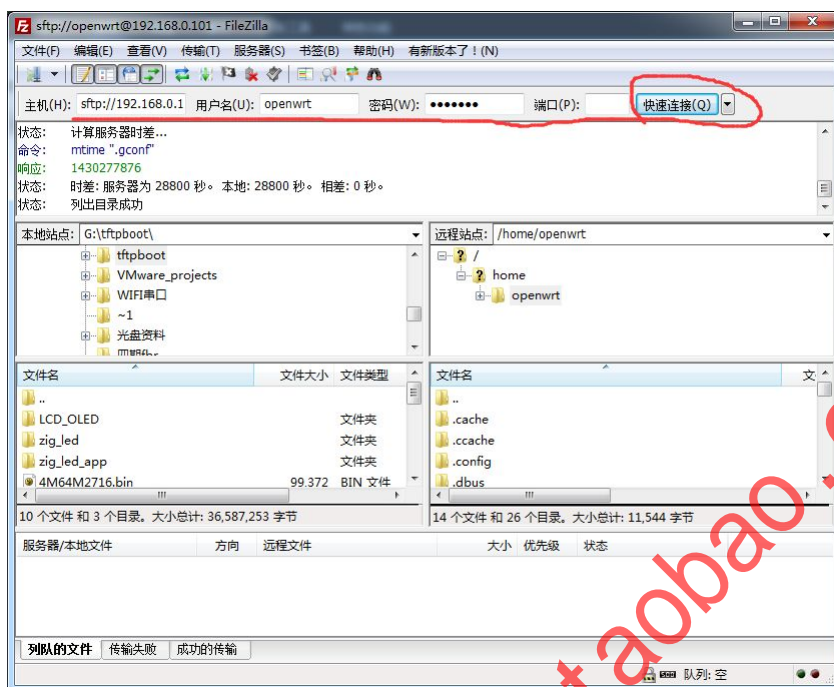 sftp://openwrt@192.168.0.101 - FileZilla
文件(F) 编辑(E) 查看(V) 传输(T) 服务器(S) 书签(B) 帮助(H) 有新版本了！(N)
主机(H): sftp://192.168.0.1 用户名(U): openwrt 密码(W): ●●●●●●● 端口(P): 快速连接(Q)
状态: 计算服务器时差...
命令: mtime ".gconf"
响应: 1430277876
状态: 时差: 服务器为 28800 秒。本地: 28800 秒。相差: 0 秒。
状态: 列出目录成功
本地站点: G:\tftpboot\
tftpboot
VMware_projects
WIFI串口
~1
光盘资料
远程站点: /home/openwrt
/
home
openwrt
文件名 文件大小 文件类型
..
LCD_OLED 文件夹
zig_led 文件夹
zig_led_app 文件夹
4M64M2716.bin 99,372 BIN 文件
10 个文件 和 3 个目录。大小总计: 36,587,253 字节
文件名 文
..
.cache
.ccache
.config
.dbus
14 个文件 和 26 个目录。大小总计: 11,544 字节
服务器/本地文件 方向 远程文件 大小 优先级 状态
列队的文件 传输失败 成功的传输
队列: 空
taobao.